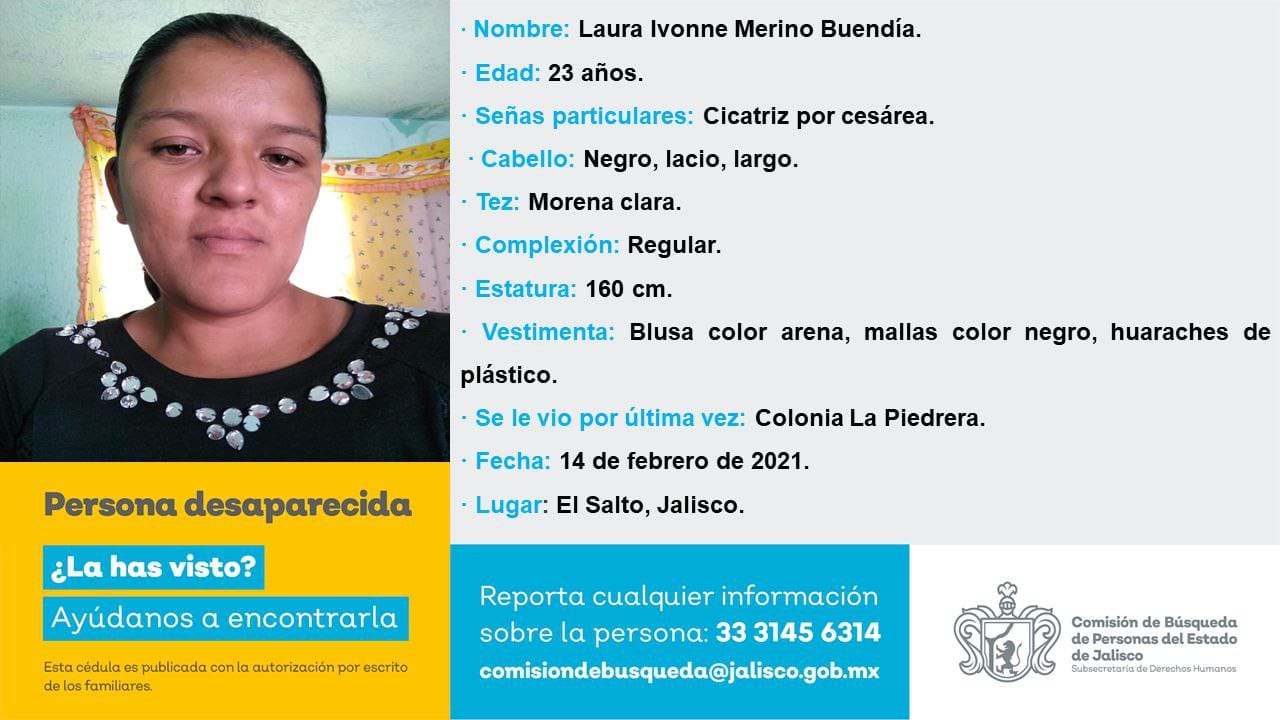 · Nombre: Laura Ivonne Merino Buendía.
· Edad: 23 años.
· Señas particulares: Cicatriz por cesárea.
· Cabello: Negro, lacio, largo.
· Tez: Morena clara.
· Complexión: Regular.
· Estatura: 160 cm.
· Vestimenta: Blusa color arena, mallas color negro, huaraches de
plástico.
· Se le vio por última vez: Colonia La Piedrera.
· Fecha: 14 de febrero de 2021.
· Lugar: El Salto, Jalisco.
Persona desaparecida
¿La has visto?
Ayúdanos a encontrarla
Esta cédula es publicada con la autorización por escrito
de los familiares.
Reporta cualquier información
sobre la persona: 33 3145 6314
comisiondebusqueda@jalisco.gob.mx
Comisión de Búsqueda
de Personas del Estado
de Jalisco
Subsecretaría de Derechos Humanos